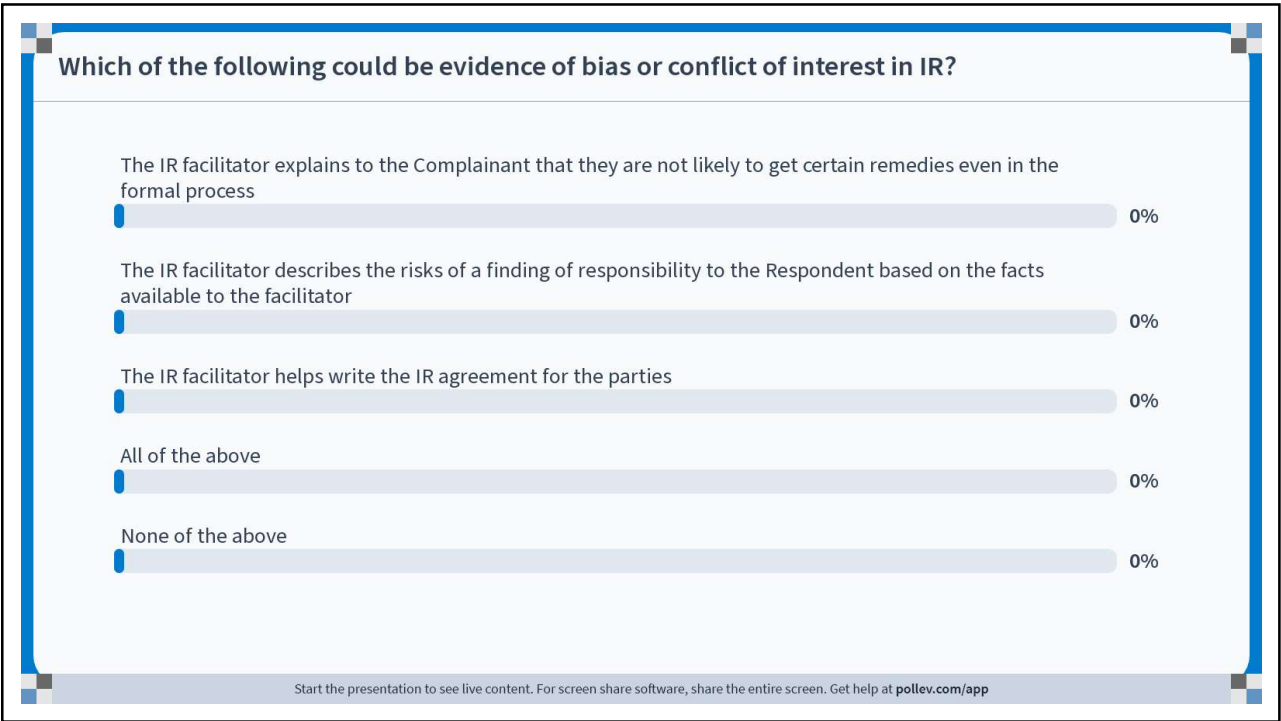 Which of the following could be evidence of bias or conflict of interest in IR?
The IR facilitator explains to the Complainant that they are not likely to get certain remedies even in the
formal process
0%
The IR facilitator describes the risks of a finding of responsibility to the Respondent based on the facts
available to the facilitator
0%
The IR facilitator helps write the IR agreement for the parties
0%
All of the above
0%
None of the above
0%
Start the presentation to see live content. For screen share software, share the entire screen. Get help at pollev.com/app